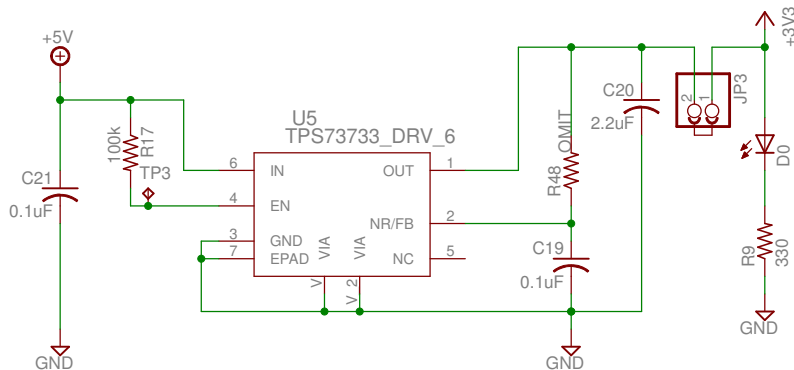 +5V
+3V3
U5
TPS73733_DRV_6
100k
R17
TP3
C21
0.1uF
6
IN
OUT
1
4
EN
NR/FB
2
3
GND
7
EPAD
VIA
VIA
NC
5
V
V 2
R48
OMIT
C20
2.2uF
2
1
JP3
D0
C19
0.1uF
R9
330
GND
GND
GND